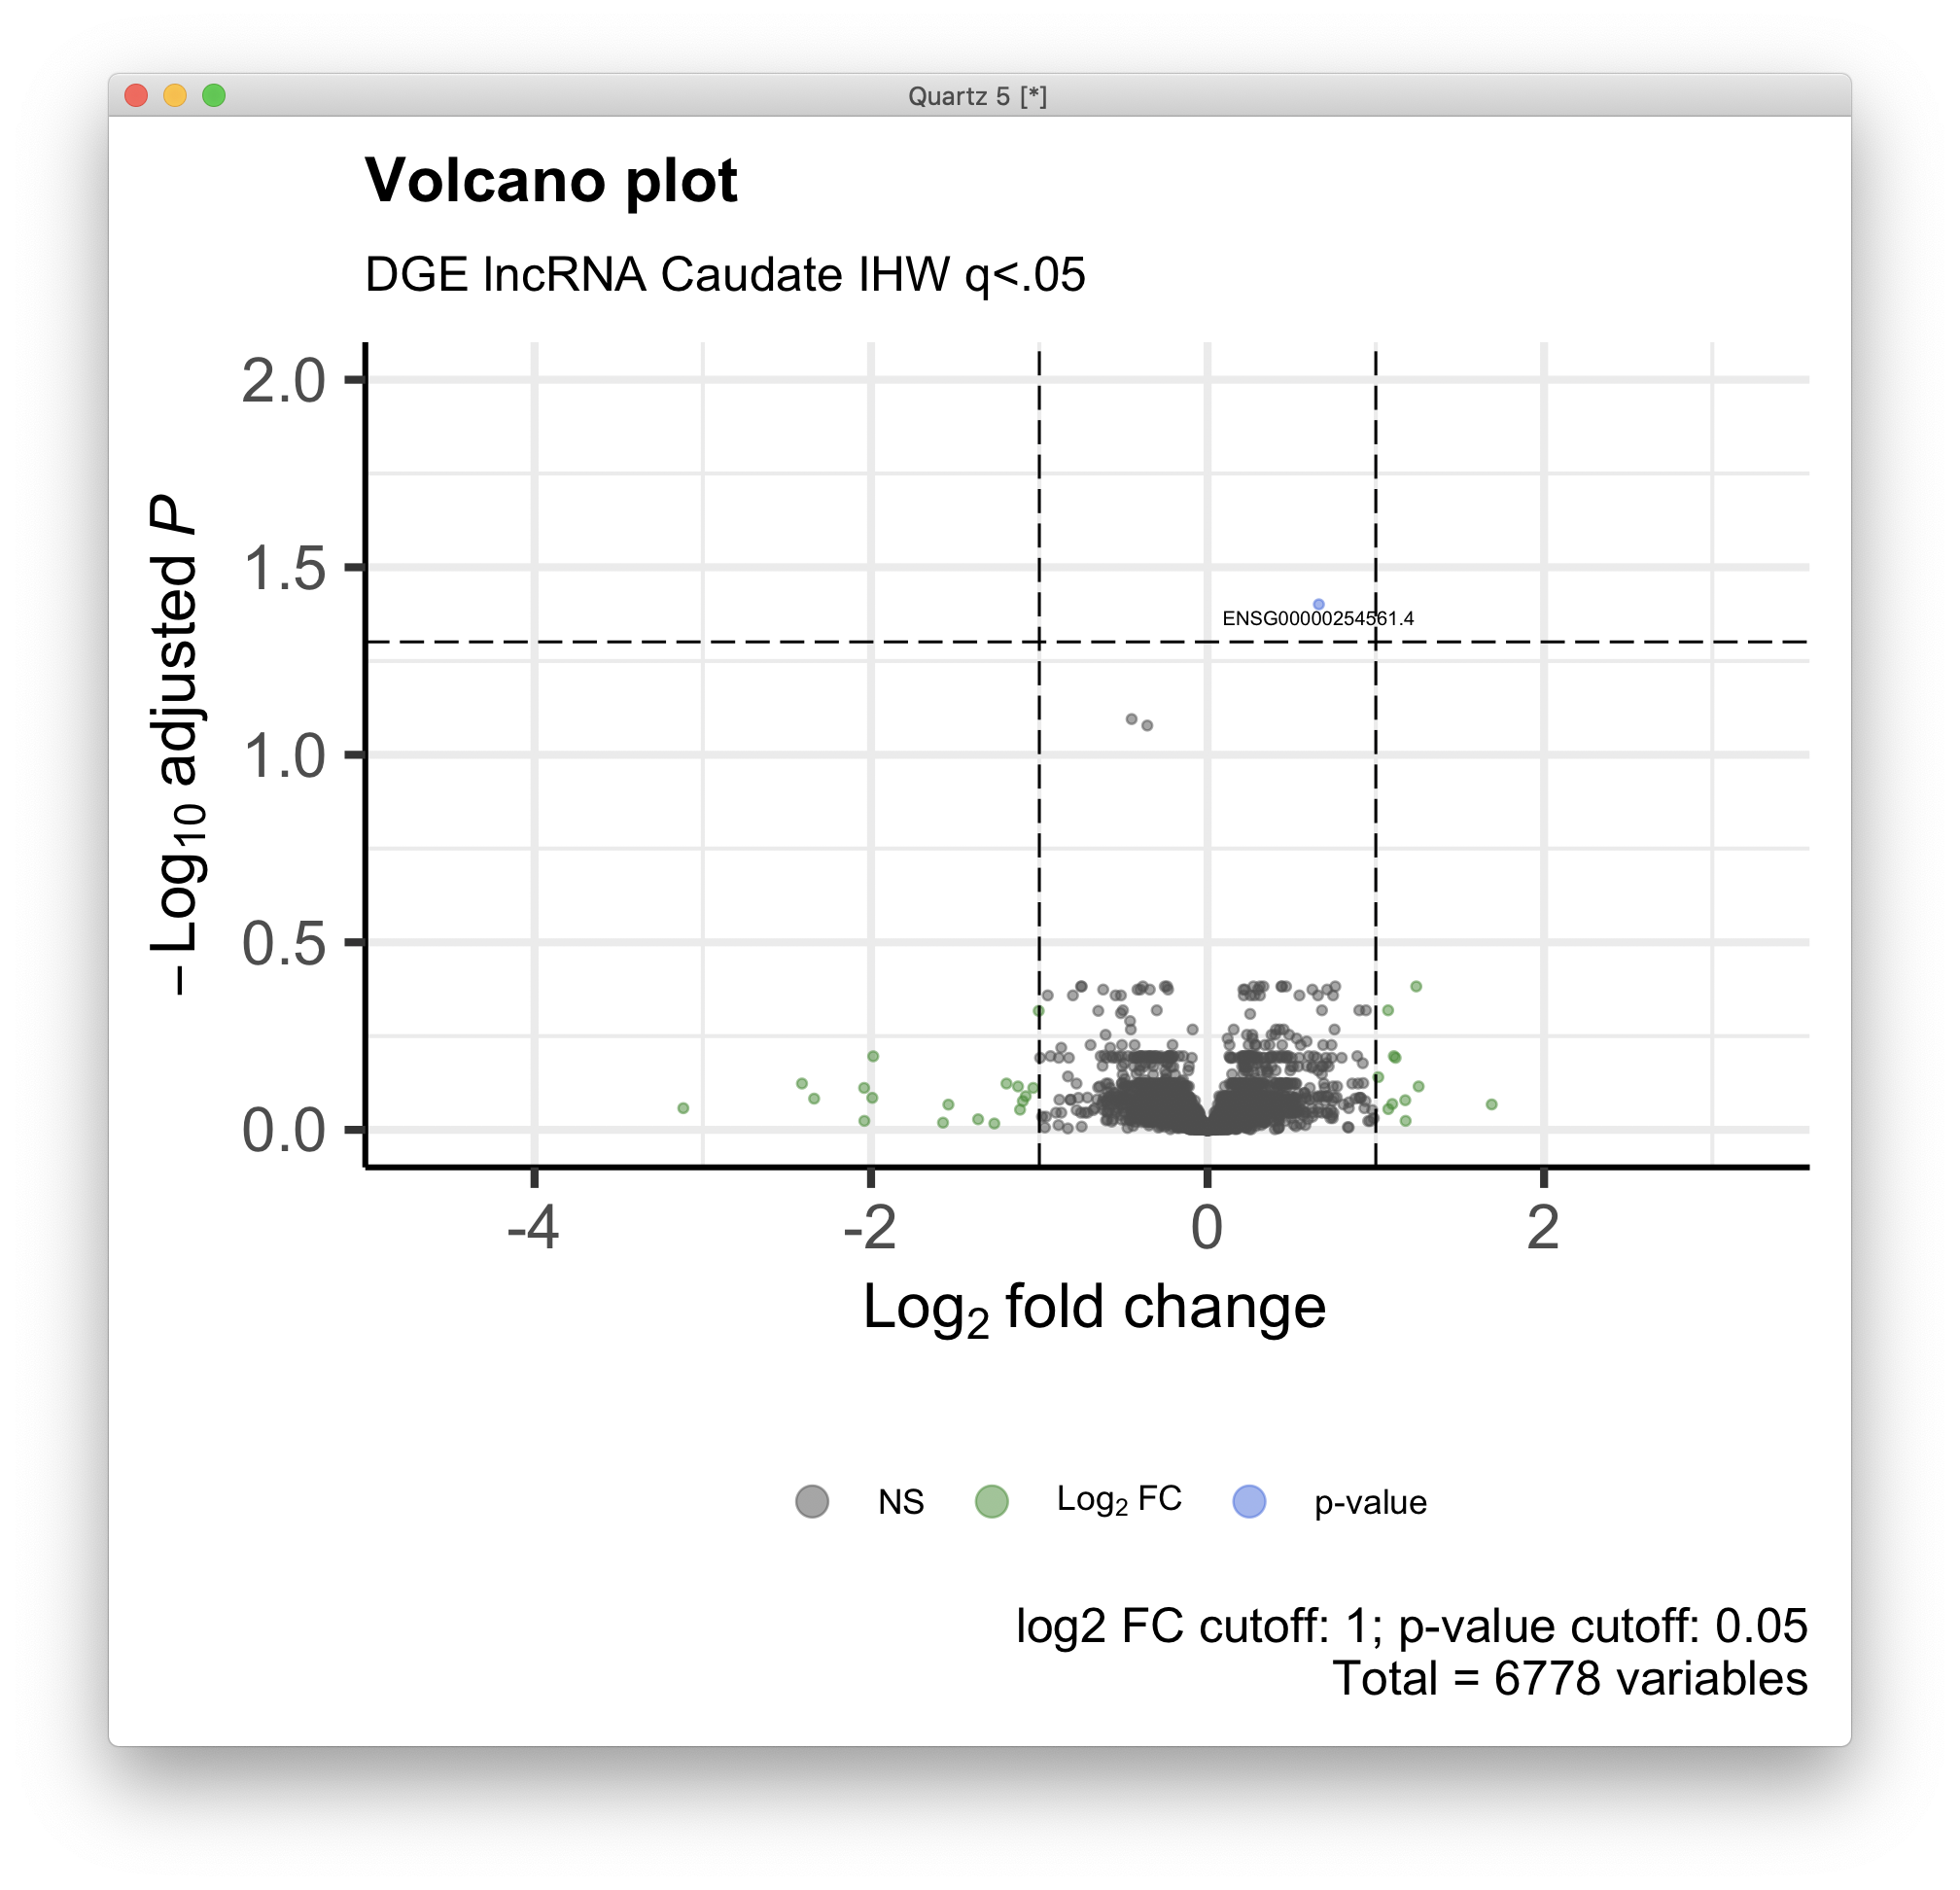 Quartz 5 [*]
Volcano plot
DGE lncRNA Caudate IHW q<.05
2.0
1.5
1.0
0.5
0.0
−Log10 adjusted P
ENSG00000254561.4
-4 -2 0 2
Log2 fold change
NS Log2 FC p-value
log2 FC cutoff: 1; p-value cutoff: 0.05
Total = 6778 variables